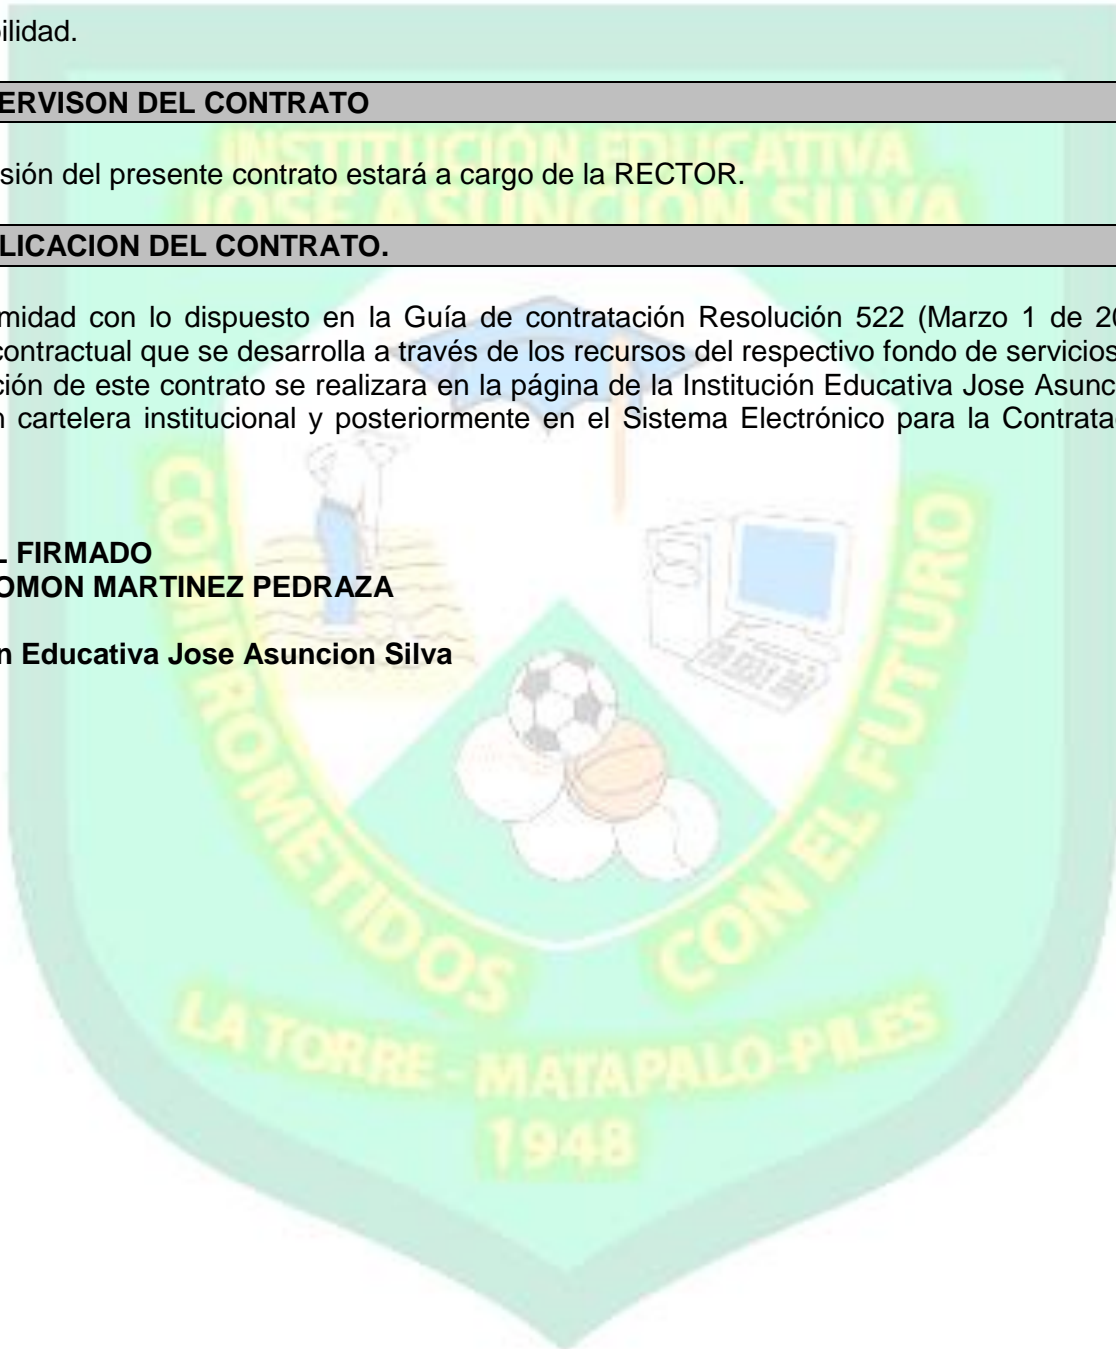 ilidad.
ERVISON DEL CONTRATO
INSTITUCIÓN EDUCATIVA
JOSE ASUNCION SILVA
sión del presente contrato estará a cargo de la RECTOR.
LICACION DEL CONTRATO.
midad con lo dispuesto en la Guía de contratación Resolución 522 (Marzo 1 de 20
contractual que se desarrolla a través de los recursos del respectivo fondo de servicios
ción de este contrato se realizara en la página de la Institución Educativa Jose Asunc
n cartelera institucional y posteriormente en el Sistema Electrónico para la Contrata
L FIRMADO
OMON MARTINEZ PEDRAZA
n Educativa Jose Asuncion Silva
COMPROMETIDOS CON EL FUTURO
LA TORRE - MATAPALO-PILES
1948